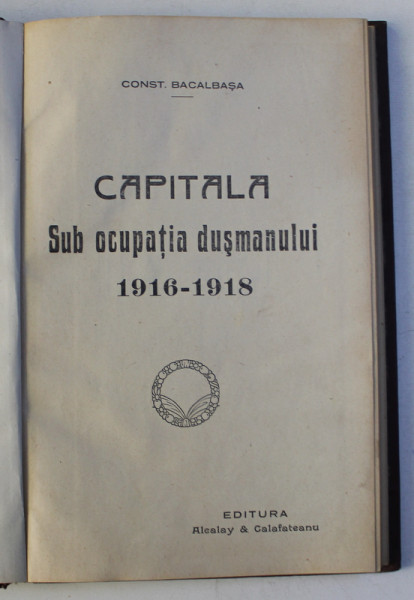 CONST. BACALBAŞA
CAPITALA
Sub ocupaţia duşmanului
1916-1918
EDITURA
Alcalay & Calafateanu